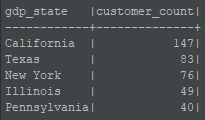 gdp_state   |customer_count|
------------+--------------+
California  |           147|
Texas       |            83|
New York    |            76|
Illinois    |            49|
Pennsylvania|            40|